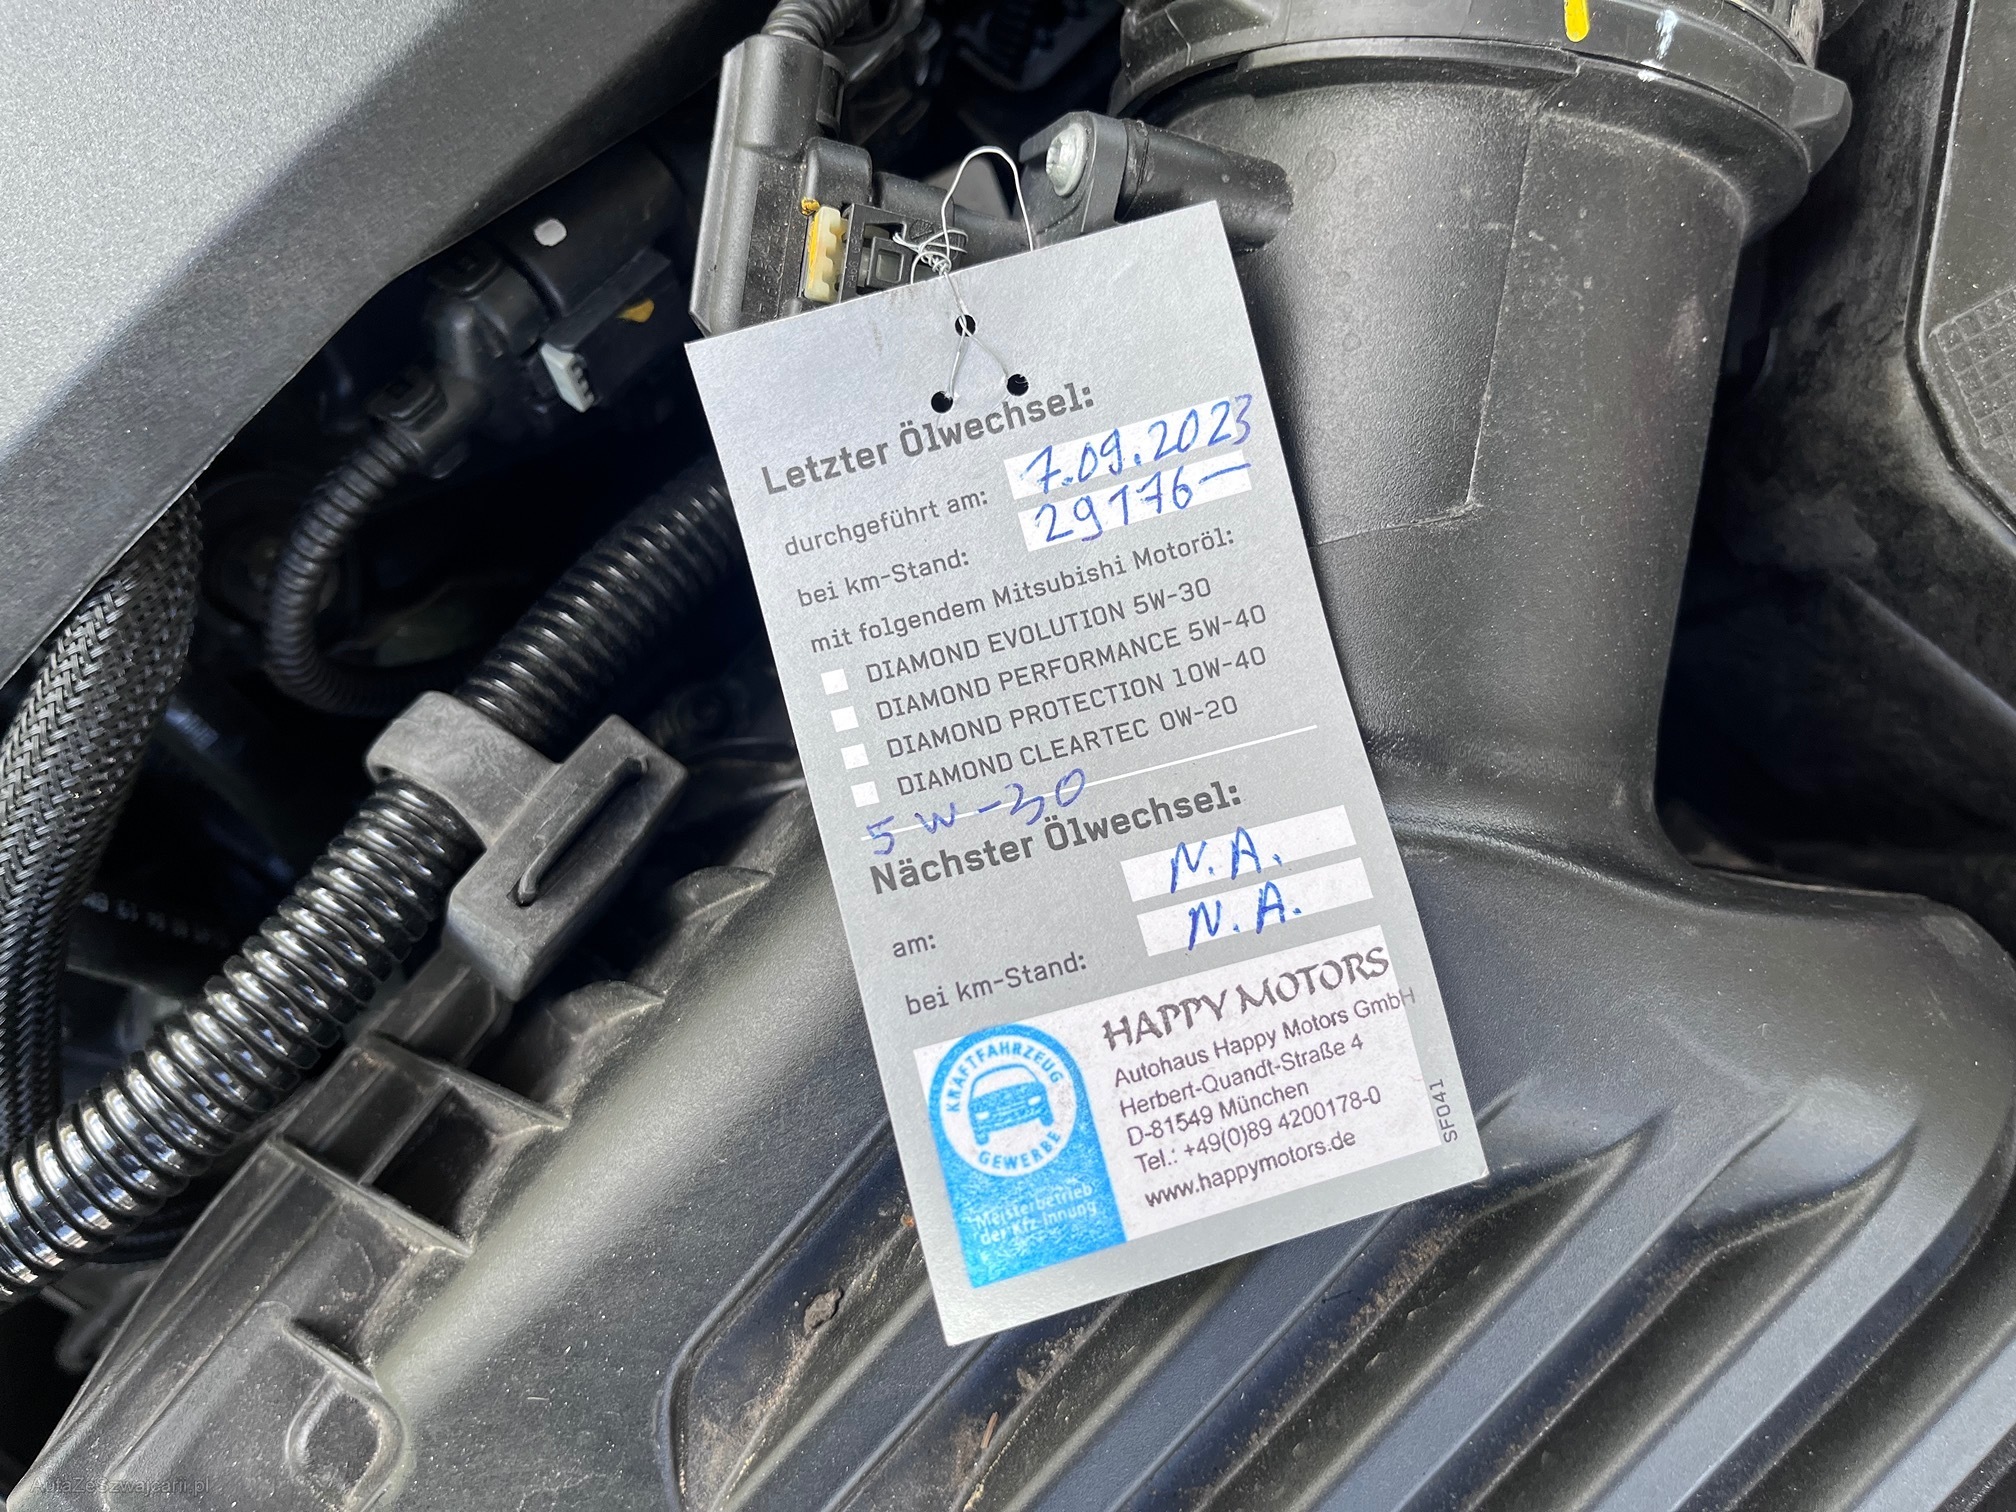 Letzter Ölwechsel:
durchgeführt am: 7.09.2023
bei km-Stand: 29176-
mit folgendem Mitsubishi Motoröl:
DIAMOND EVOLUTION 5W-30
DIAMOND PERFORMANCE 5W-40
DIAMOND PROTECTION 10W-40
DIAMOND CLEARTEC 0W-20
5W-30
Nächster Ölwechsel:
am: N.A.
bei km-Stand: N.A.
KRAFTFAHRZEUG
GEWERBE
Meisterbetrieb
der Kfz-Innung
HAPPY MOTORS
Autohaus Happy Motors GmbH
Herbert-Quandt-Straße 4
D-81549 München
Tel.: +49(0)89 4200178-0
www.happymotors.de
SF041
AutaZeSzwajcarii.pl